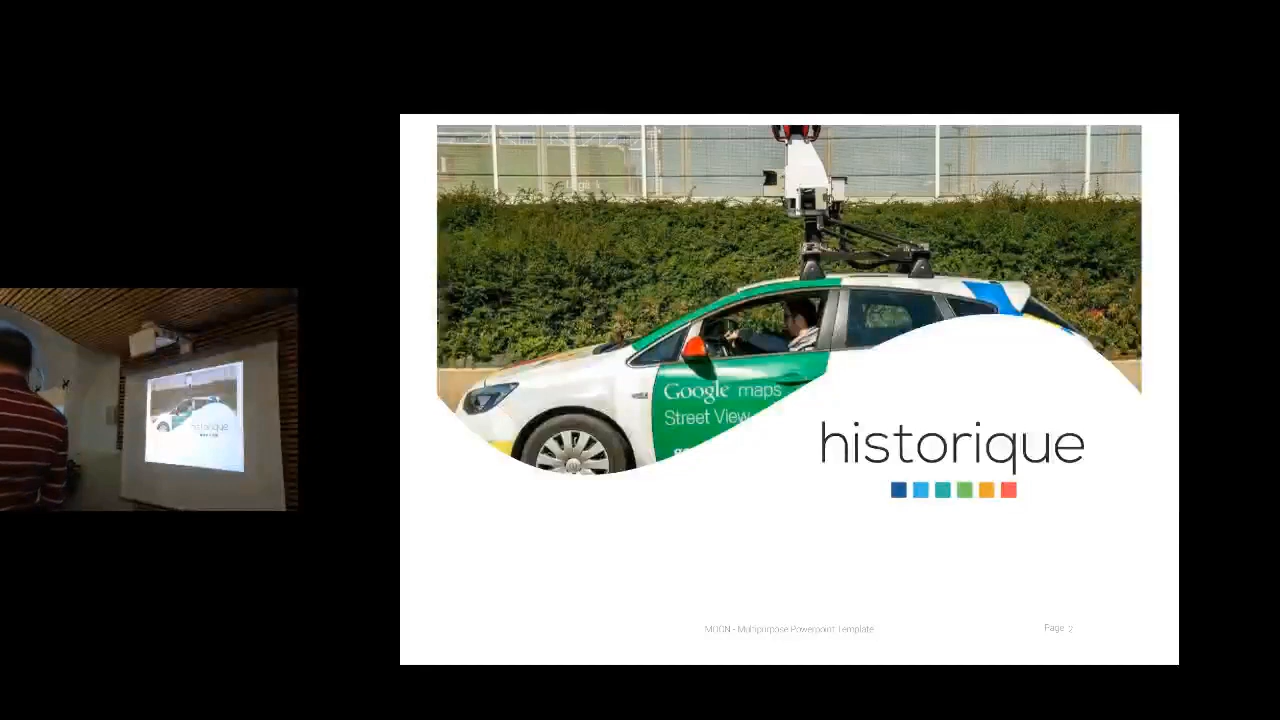 Google maps
Street View
historique
MOON - Multipurpose Powerpoint Template
Page 2